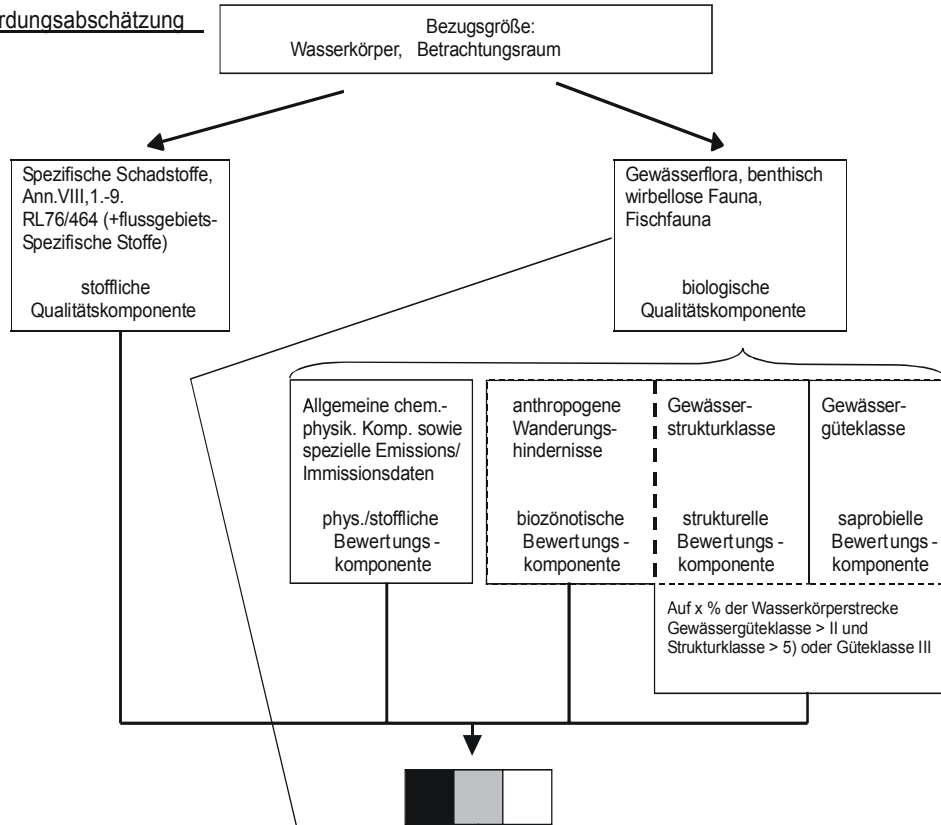 rdungsabschätzung
Bezugsgröße:
Wasserkörper, Betrachtungsraum
Spezifische Schadstoffe,
Ann.VIII,1.-9.
RL76/464 (+flussgebiets-
Spezifische Stoffe)
stoffliche
Qualitätskomponente
Gewässerflora, benthisch
wirbellose Fauna,
Fischfauna
biologische
Qualitätskomponente
Allgemeine chem.-
physik. Komp. sowie
spezielle Emissions/
Immissionsdaten
phys./stoffliche
Bewertungs-
komponente
anthropogene
Wanderungs-
hindernisse
biozönotische
Bewertungs-
komponente
Gewässer-
strukturklasse
strukturelle
Bewertungs-
komponente
Gewässer-
güteklasse
saprobielle
Bewertungs-
komponente
Auf x % der Wasserkörperstrecke
Gewässergüteklasse > II und
Strukturklasse > 5) oder Güteklasse III